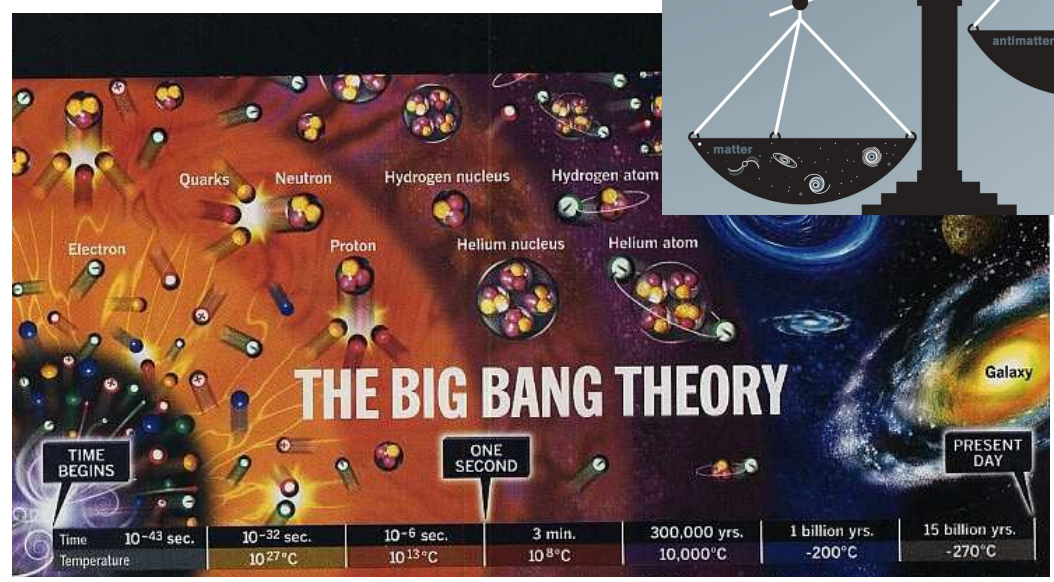 antimatter
matter
Quarks
Neutron
Hydrogen nucleus
Hydrogen atom
Electron
Proton
Helium nucleus
Helium atom
THE BIG BANG THEORY
Galaxy
TIME
BEGINS
ONE
SECOND
PRESENT
DAY
Time 10⁻⁴³ sec. 10⁻³² sec. 10⁻⁶ sec. 3 min. 300,000 yrs. 1 billion yrs. 15 billion yrs.
Temperature 10²⁷°C 10¹³°C 10⁸°C 10,000°C -200°C -270°C